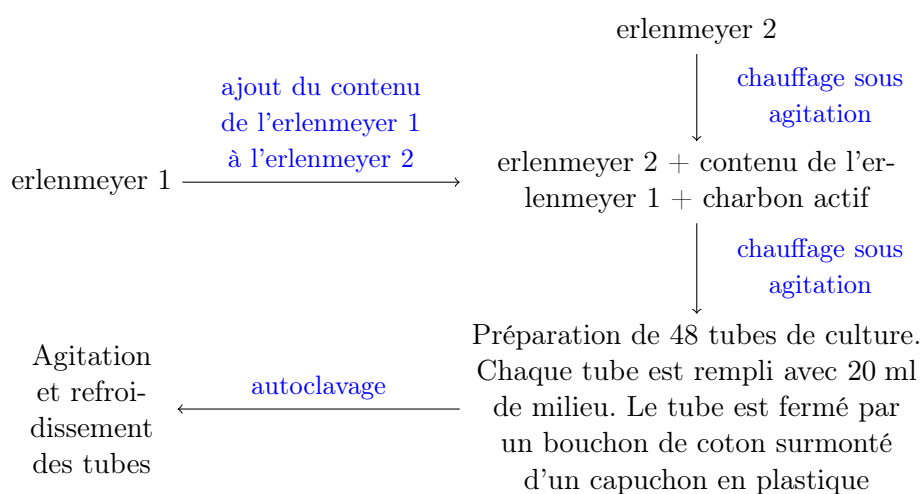 erlenmeyer 2
chauffage sous
agitation
ajout du contenu
de l'erlenmeyer 1
à l'erlenmeyer 2
erlenmeyer 1
erlenmeyer 2 + contenu de l'er-
lenmeyer 1 + charbon actif
chauffage sous
agitation
Préparation de 48 tubes de culture.
Chaque tube est rempli avec 20 ml
de milieu. Le tube est fermé par
un bouchon de coton surmonté
d'un capuchon en plastique
autoclavage
Agitation
et refroi-
dissement
des tubes